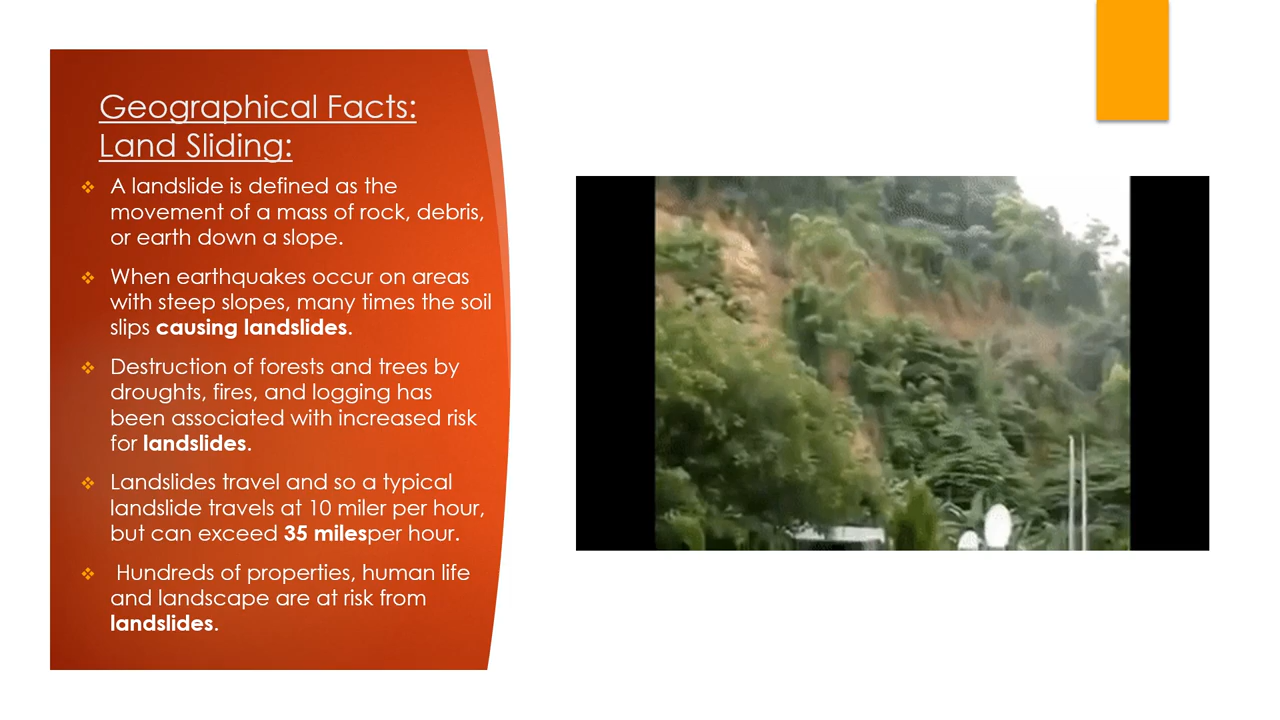 Geographical Facts:
Land Sliding:
A landslide is defined as the
movement of a mass of rock, debris,
or earth down a slope.
When earthquakes occur on areas
with steep slopes, many times the soil
slips causing landslides.
Destruction of forests and trees by
droughts, fires, and logging has
been associated with increased risk
for landslides.
Landslides travel and so a typical
landslide travels at 10 miler per hour,
but can exceed 35 milesper hour.
Hundreds of properties, human life
and landscape are at risk from
landslides.